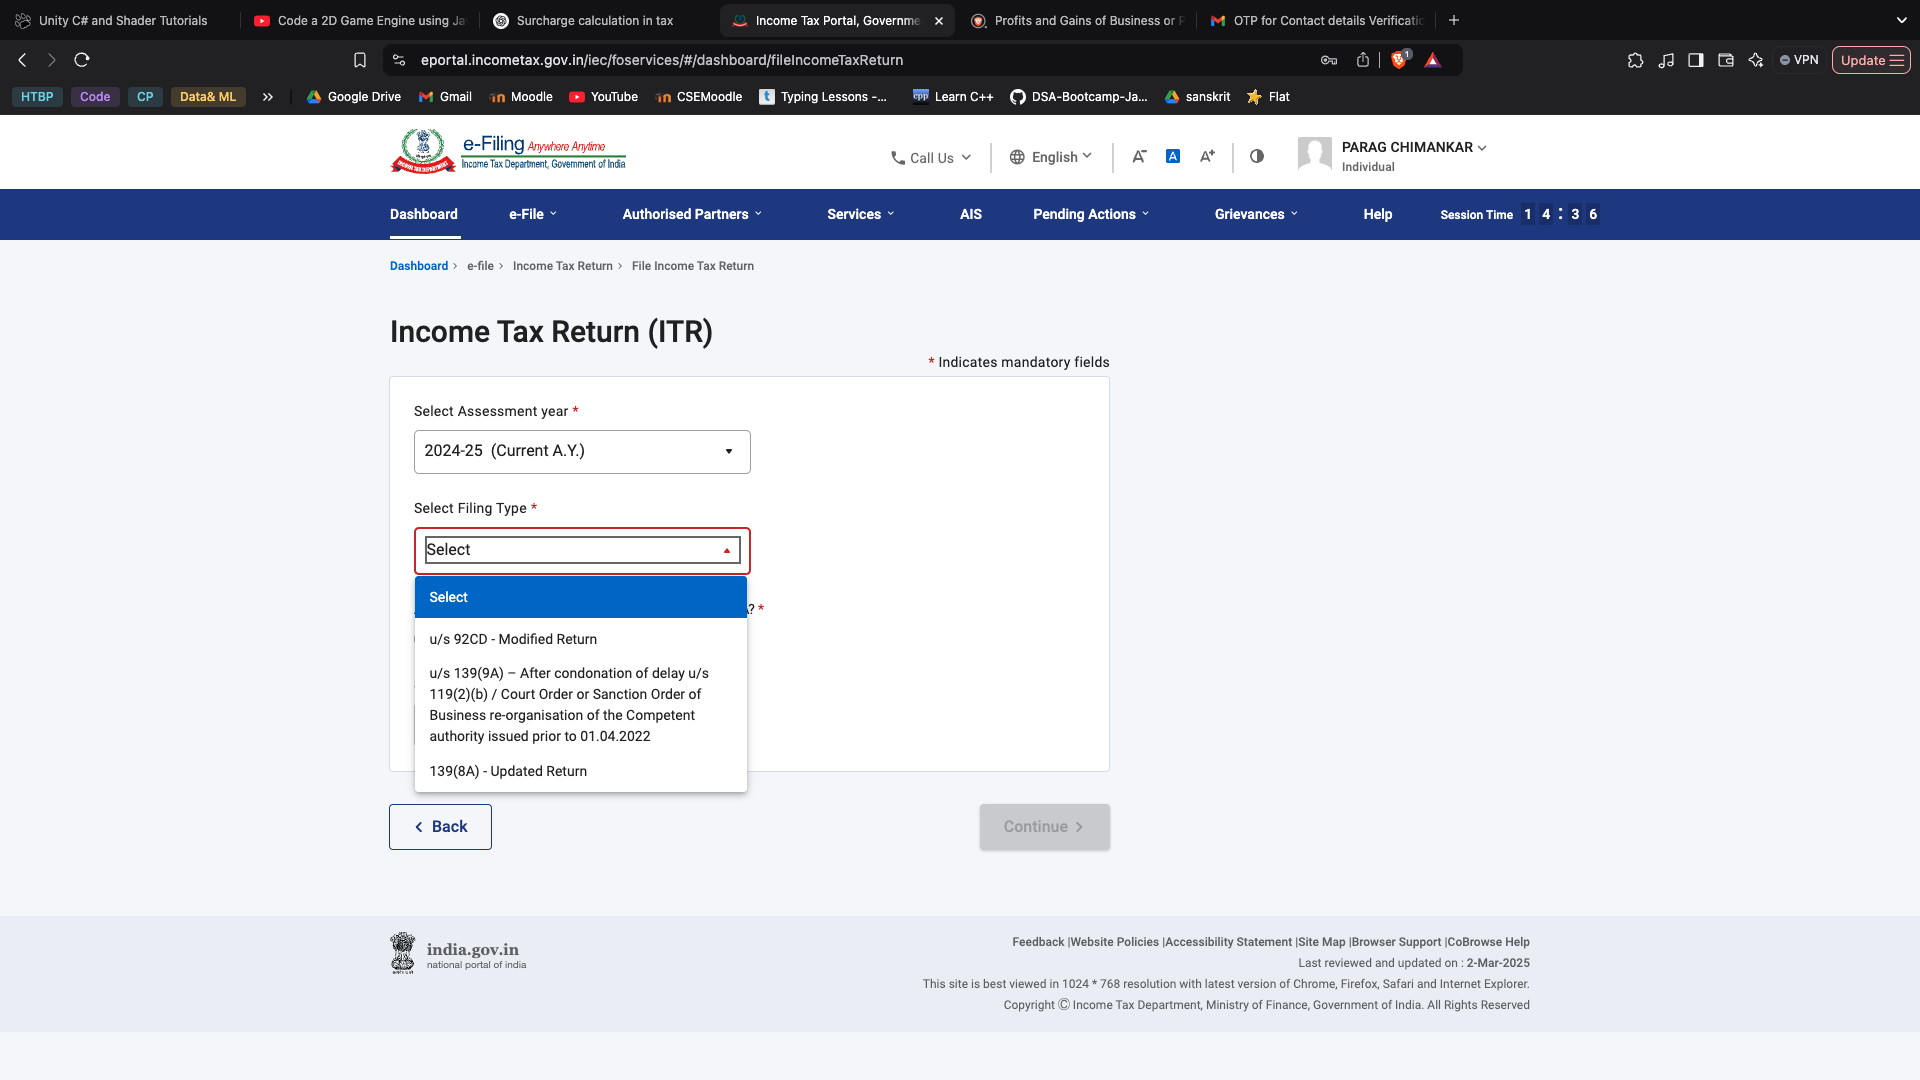 Unity C# and Shader Tutorials
Code a 2D Game Engine using Ja
Surcharge calculation in tax
Income Tax Portal, Governme
Profits and Gains of Business or P
OTP for Contact details Verificatio
eportal.incometax.gov.in/iec/foservices/#/dashboard/fileIncomeTaxReturn
1
VPN
Update
HTBP
Code
CP
Data& ML
Google Drive
Gmail
Moodle
YouTube
CSEMoodle
Typing Lessons -...
Learn C++
DSA-Bootcamp-Ja...
sanskrit
Flat
e-Filing Anywhere Anytime
Income Tax Department, Government of India
Call Us
English
A-
A
A+
PARAG CHIMANKAR
Individual
Dashboard
e-File
Authorised Partners
Services
AIS
Pending Actions
Grievances
Help
Session Time 1 4 : 3 6
Dashboard > e-file > Income Tax Return > File Income Tax Return
Income Tax Return (ITR)
* Indicates mandatory fields
Select Assessment year *
2024-25 (Current A.Y.)
Select Filing Type *
Select
Select
? *
u/s 92CD - Modified Return
u/s 139(9A) – After condonation of delay u/s
119(2)(b) / Court Order or Sanction Order of
Business re-organisation of the Competent
authority issued prior to 01.04.2022
139(8A) - Updated Return
< Back
Continue >
india.gov.in
national portal of india
Feedback |Website Policies |Accessibility Statement |Site Map |Browser Support |CoBrowse Help
Last reviewed and updated on : 2-Mar-2025
This site is best viewed in 1024 * 768 resolution with latest version of Chrome, Firefox, Safari and Internet Explorer.
Copyright © Income Tax Department, Ministry of Finance, Government of India. All Rights Reserved